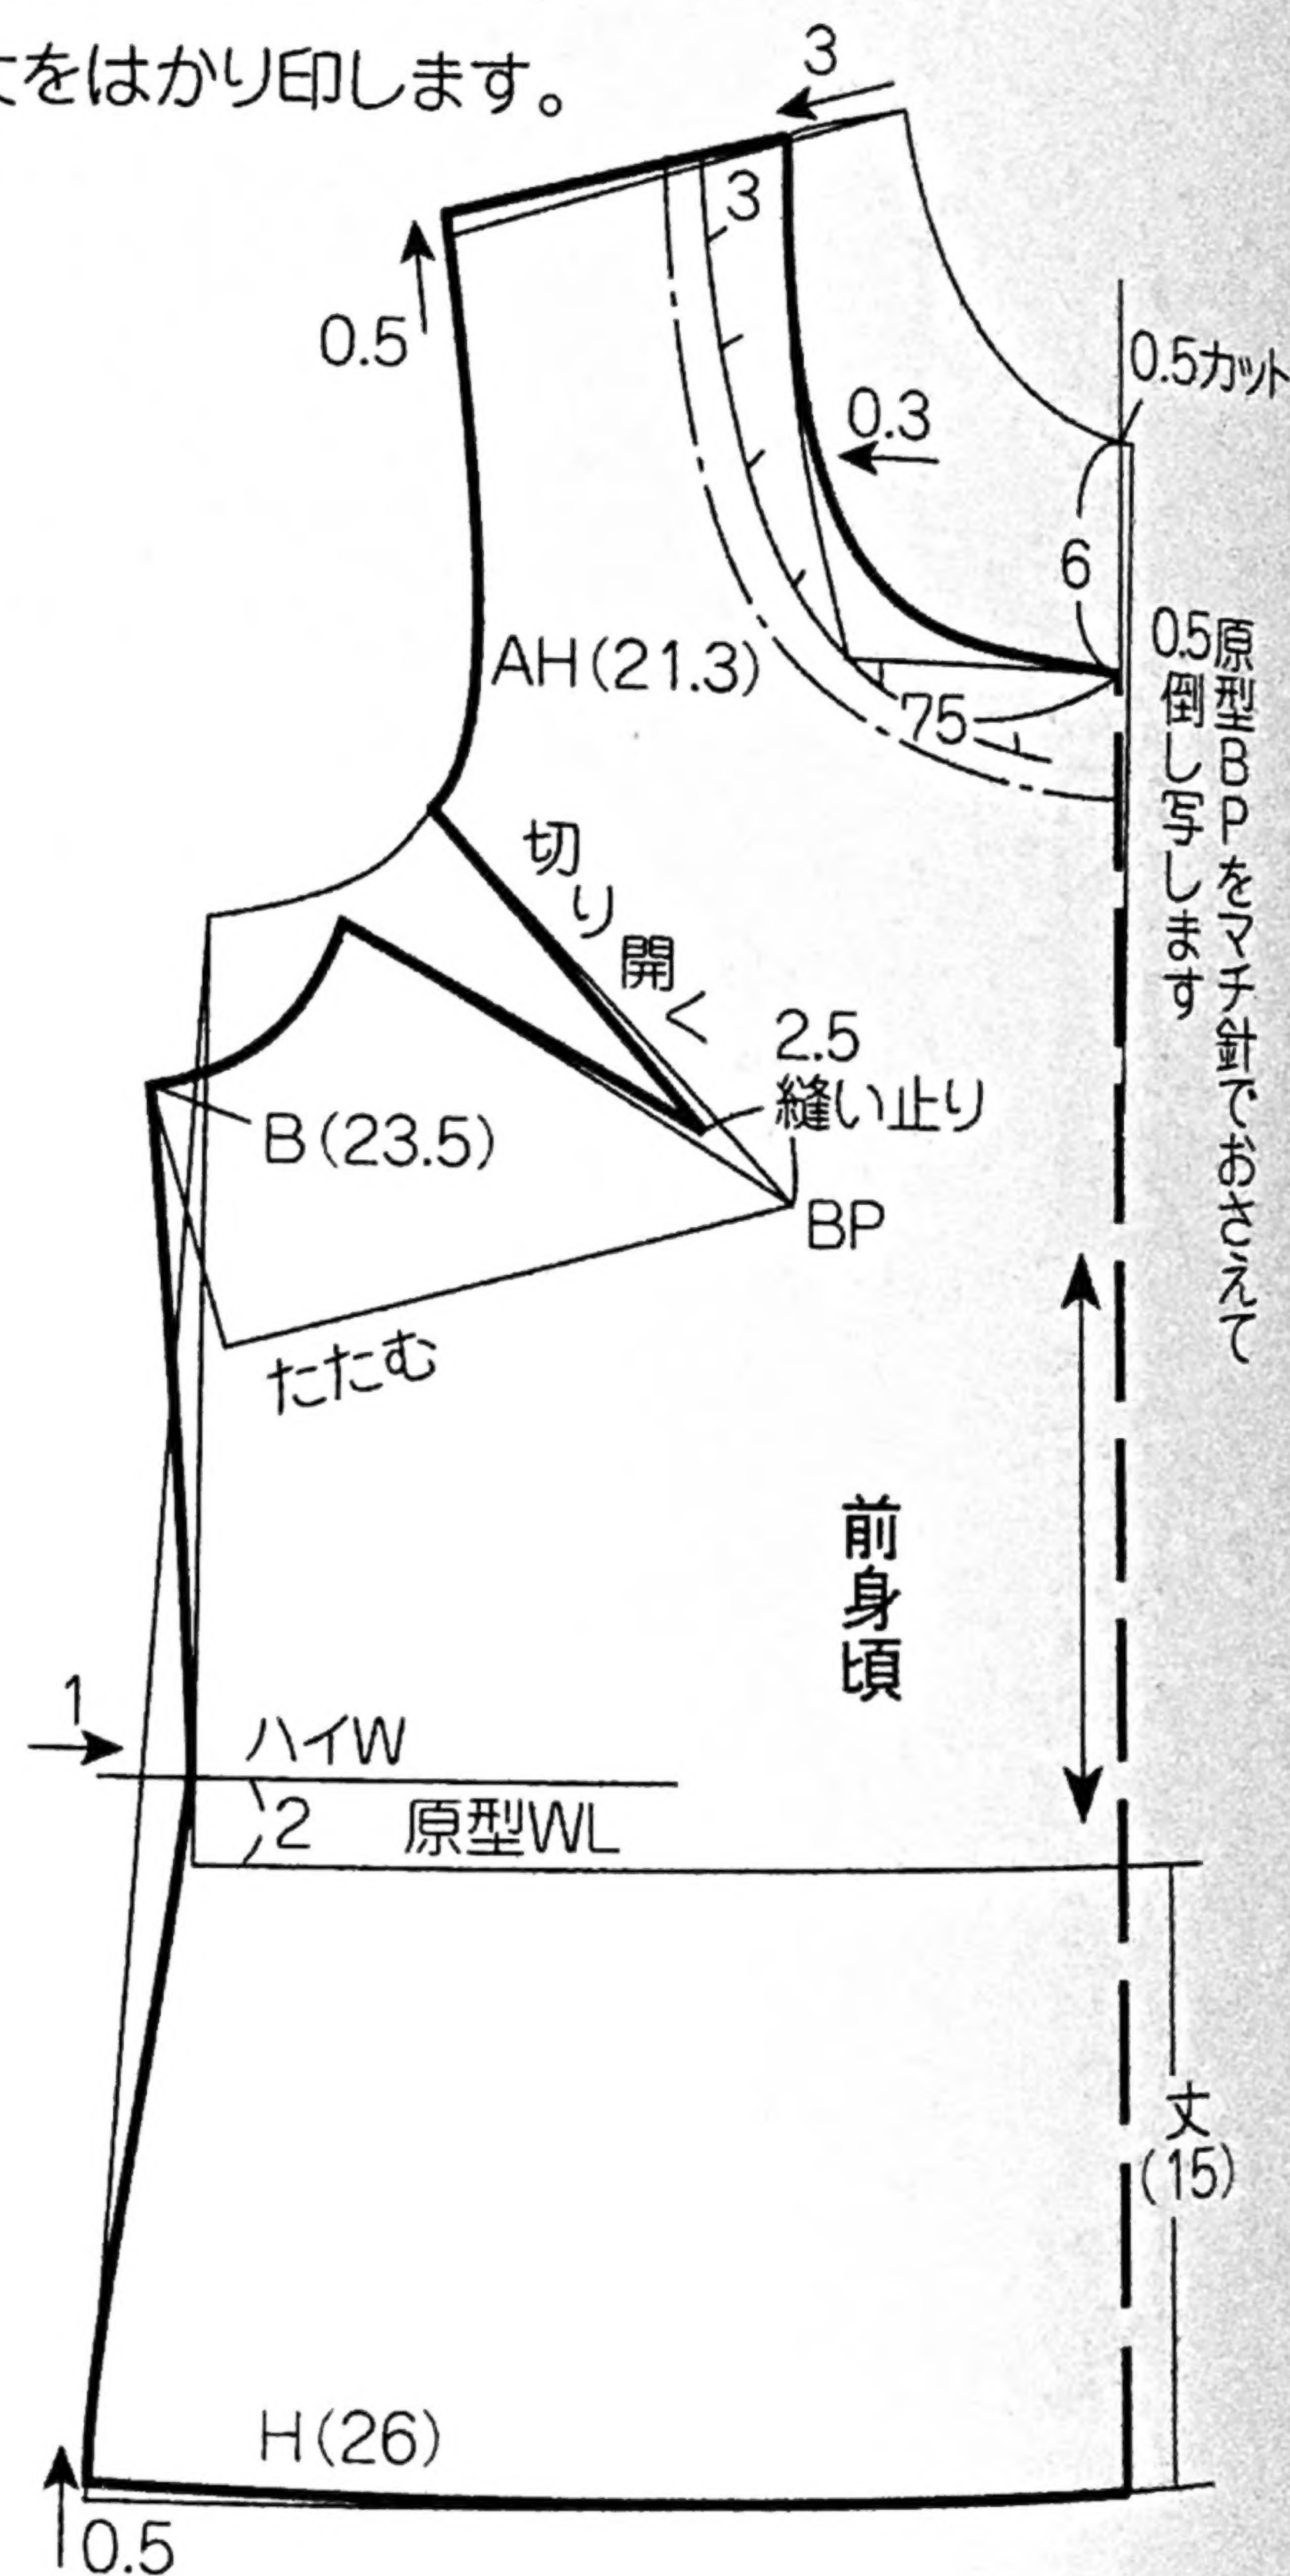 をはかり印します。
3
3
0.5
0.5カット
0.3
6
AH(21.3)
75
0.5倒し写します
原型BPをマチ針でおさえて
切り開く
2.5
縫い止り
B(23.5)
BP
たたむ
前身頃
1
ハイW
2
原型WL
丈
(15)
H(26)
0.5